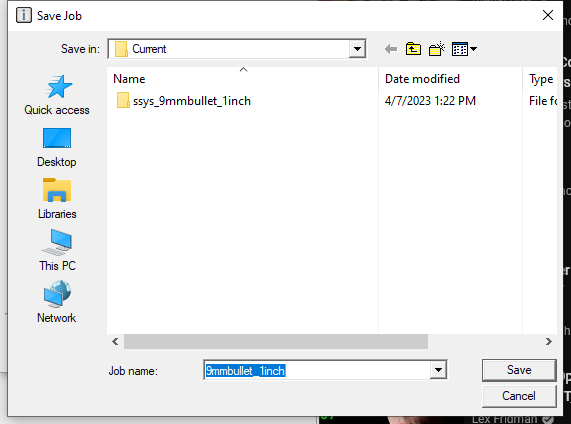 Save Job
Save in: Current
Name Date modified Type
ssys_9mmbullet_1inch 4/7/2023 1:22 PM File fo
Quick access
Desktop
Libraries
This PC
Network
Job name: 9mmbullet_1inch Save
Cancel
Lex Fridman